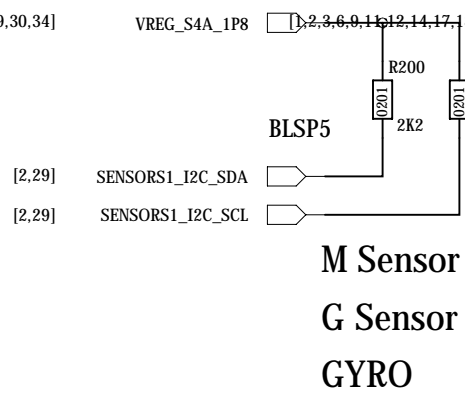 9,30,34] VREG_S4A_1P8 [1,2,3,6,9,11,12,14,17,1
R200
0201 0201
2K2
BLSP5
[2,29] SENSORS1_I2C_SDA
[2,29] SENSORS1_I2C_SCL
M Sensor
G Sensor
GYRO